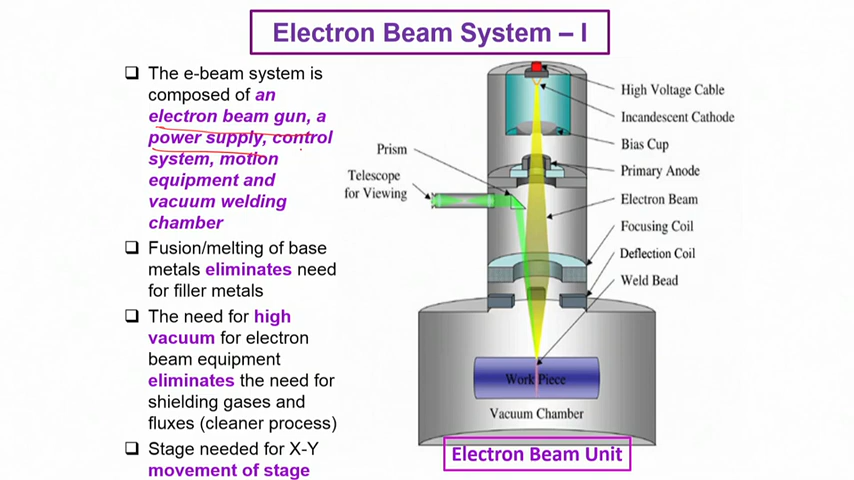 Electron Beam System – I
❑ The e-beam system is
composed of an
electron beam gun, a
power supply, control
system, motion
equipment and
vacuum welding
chamber
❑ Fusion/melting of base
metals eliminates need
for filler metals
❑ The need for high
vacuum for electron
beam equipment
eliminates the need for
shielding gases and
fluxes (cleaner process)
❑ Stage needed for X-Y
movement of stage
High Voltage Cable
Incandescent Cathode
Bias Cup
Prism
Primary Anode
Telescope
for Viewing
Electron Beam
Focusing Coil
Deflection Coil
Weld Bead
Work Piece
Vacuum Chamber
Electron Beam Unit